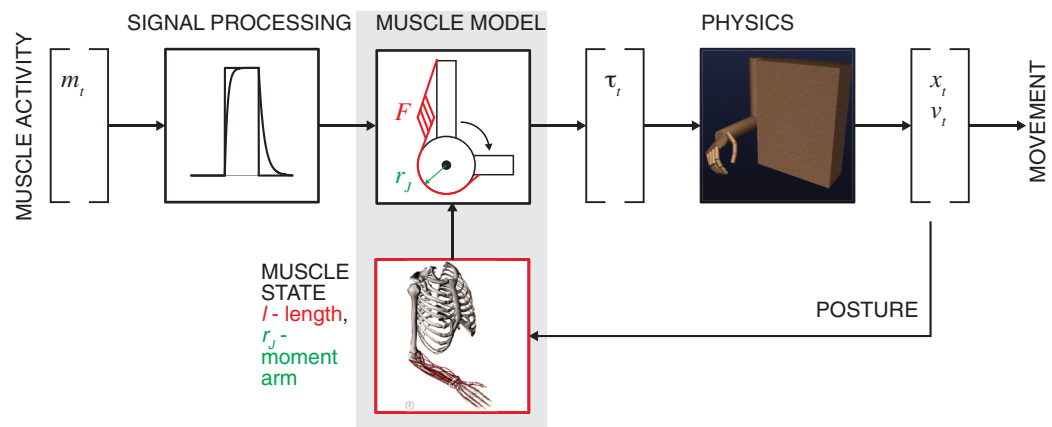 SIGNAL PROCESSING
MUSCLE MODEL
PHYSICS
MUSCLE ACTIVITY
m_t
F
r_J
τ_t
x_t
v_t
MOVEMENT
MUSCLE
STATE
l - length,
r_J -
moment
arm
POSTURE